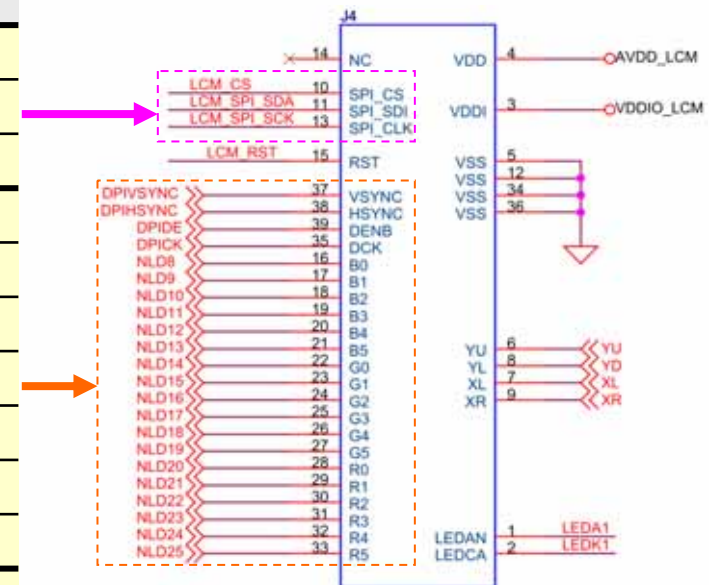 J4
14 NC VDD 4 AVDD_LCM
LCM_CS 10 SPI_CS
LCM_SPI_SDA 11 SPI_SDI VDDI 3 VDDIO_LCM
LCM_SPI_SCK 13 SPI_CLK
LCM_RST 15 RST VSS 5
VSS 12
VSS 34
VSS 36
DPIVSYNC 37 VSYNC
DPIHSYNC 38 HSYNC
DPIDE 39 DENB
DPICK 35 DCK
NLD8 16 B0
NLD9 17 B1
NLD10 18 B2
NLD11 19 B3
NLD12 20 B4
NLD13 21 B5 YU 6 YU
NLD14 22 G0 YL 8 YD
NLD15 23 G1 XL 7 XL
NLD16 24 G2 XR 9 XR
NLD17 25 G3
NLD18 26 G4
NLD19 27 G5
NLD20 28 R0
NLD21 29 R1
NLD22 30 R2
NLD23 31 R3
NLD24 32 R4 LEDAN 1 LEDA1
NLD25 33 R5 LEDCA 2 LEDK1